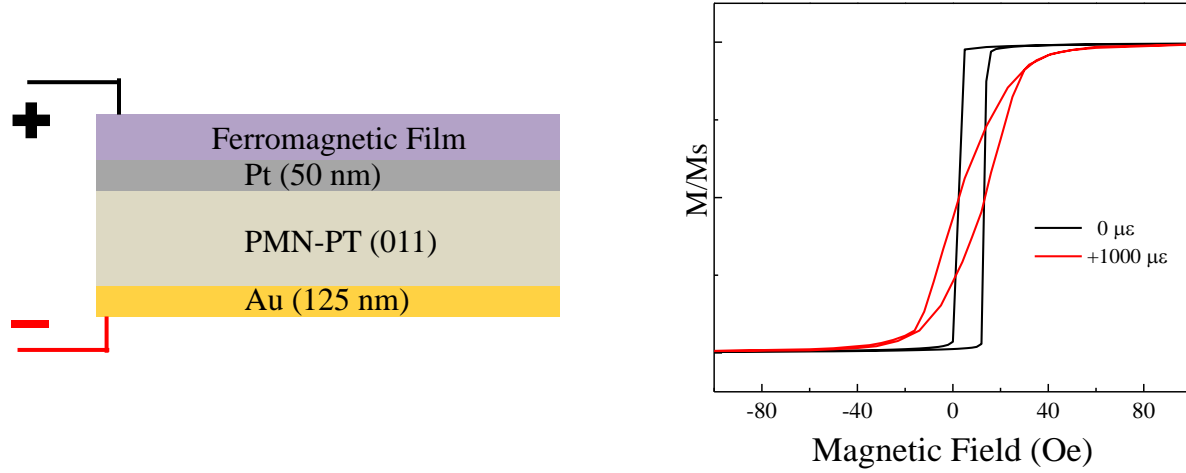 +
Ferromagnetic Film
Pt (50 nm)
PMN-PT (011)
Au (125 nm)
−
M/Ms
0 με
+1000 με
-80 -40 0 40 80
Magnetic Field (Oe)